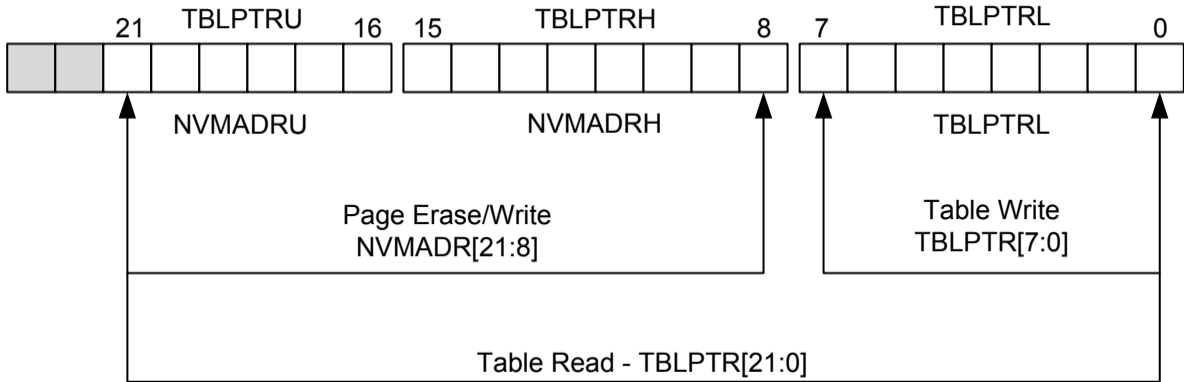 TBLPTRU TBLPTRH TBLPTRL
21 16 15 8 7 0
NVMADRU NVMADRH TBLPTRL
Page Erase/Write
NVMADR[21:8]
Table Write
TBLPTR[7:0]
Table Read - TBLPTR[21:0]